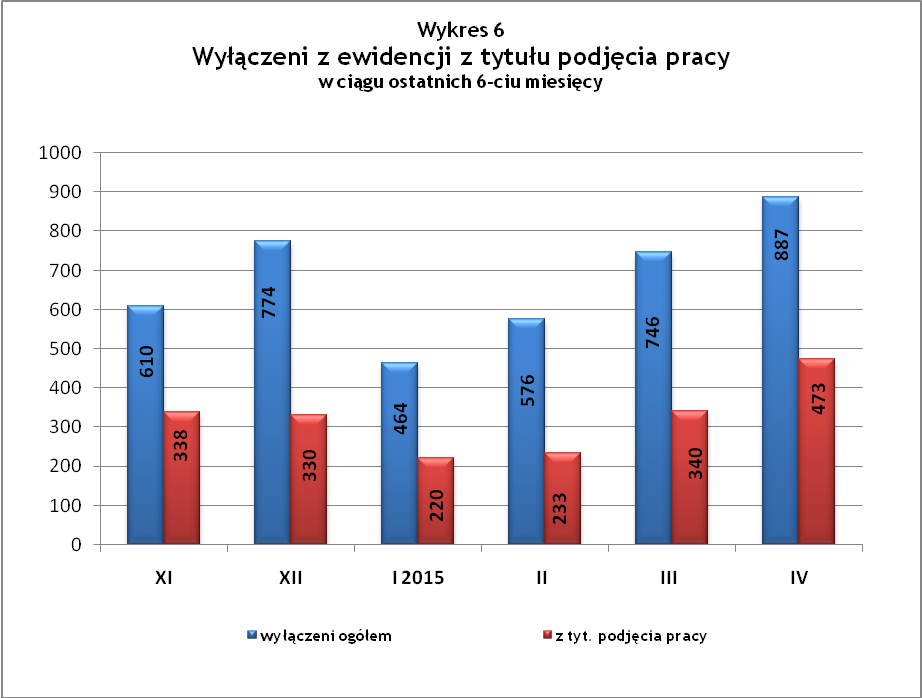 Wykres 6
Wyłączeni z ewidencji z tytułu podjęcia pracy
w ciągu ostatnich 6-ciu miesięcy
1000
900
800
700
600
500
400
300
200
100
0
610
338
774
330
464
220
576
233
746
340
887
473
XI
XII
I 2015
II
III
IV
wyłączeni ogółem
z tyt. podjęcia pracy